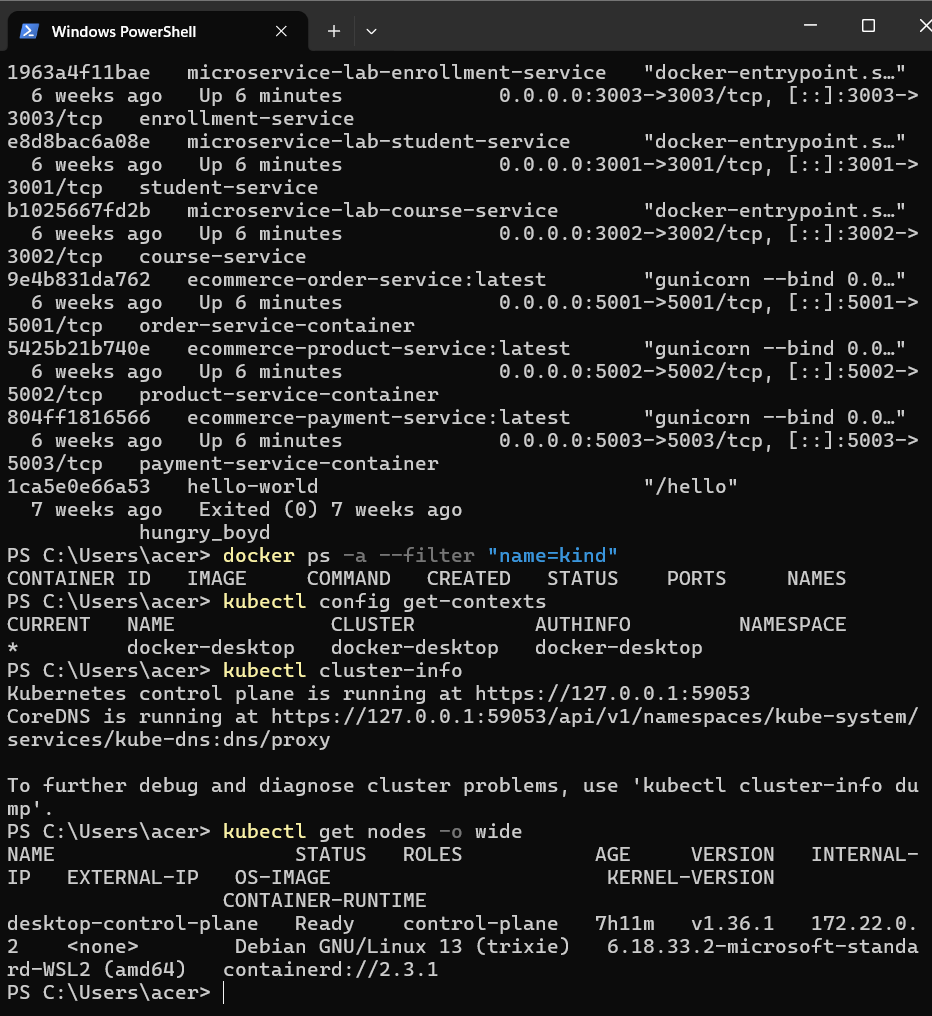 Windows PowerShell
1963a4f11bae   microservice-lab-enrollment-service   "docker-entrypoint.s…"
  6 weeks ago   Up 6 minutes             0.0.0.0:3003->3003/tcp, [::]:3003->
3003/tcp   enrollment-service
e8d8bac6a08e   microservice-lab-student-service      "docker-entrypoint.s…"
  6 weeks ago   Up 6 minutes             0.0.0.0:3001->3001/tcp, [::]:3001->
3001/tcp   student-service
b1025667fd2b   microservice-lab-course-service       "docker-entrypoint.s…"
  6 weeks ago   Up 6 minutes             0.0.0.0:3002->3002/tcp, [::]:3002->
3002/tcp   course-service
9e4b831da762   ecommerce-order-service:latest        "gunicorn --bind 0.0…"
  6 weeks ago   Up 6 minutes             0.0.0.0:5001->5001/tcp, [::]:5001->
5001/tcp   order-service-container
5425b21b740e   ecommerce-product-service:latest      "gunicorn --bind 0.0…"
  6 weeks ago   Up 6 minutes             0.0.0.0:5002->5002/tcp, [::]:5002->
5002/tcp   product-service-container
804ff1816566   ecommerce-payment-service:latest      "gunicorn --bind 0.0…"
  6 weeks ago   Up 6 minutes             0.0.0.0:5003->5003/tcp, [::]:5003->
5003/tcp   payment-service-container
1ca5e0e66a53   hello-world                           "/hello"
  7 weeks ago   Exited (0) 7 weeks ago
           hungry_boyd
PS C:\Users\acer> docker ps -a --filter "name=kind"
CONTAINER ID   IMAGE     COMMAND   CREATED   STATUS    PORTS     NAMES
PS C:\Users\acer> kubectl config get-contexts
CURRENT   NAME             CLUSTER          AUTHINFO         NAMESPACE
*         docker-desktop   docker-desktop   docker-desktop
PS C:\Users\acer> kubectl cluster-info
Kubernetes control plane is running at https://127.0.0.1:59053
CoreDNS is running at https://127.0.0.1:59053/api/v1/namespaces/kube-system/
services/kube-dns:dns/proxy

To further debug and diagnose cluster problems, use 'kubectl cluster-info du
mp'.
PS C:\Users\acer> kubectl get nodes -o wide
NAME                    STATUS   ROLES           AGE     VERSION   INTERNAL-
IP   EXTERNAL-IP   OS-IMAGE                       KERNEL-VERSION
                  CONTAINER-RUNTIME
desktop-control-plane   Ready    control-plane   7h11m   v1.36.1   172.22.0.
2    <none>        Debian GNU/Linux 13 (trixie)   6.18.33.2-microsoft-standa
rd-WSL2 (amd64)   containerd://2.3.1
PS C:\Users\acer>